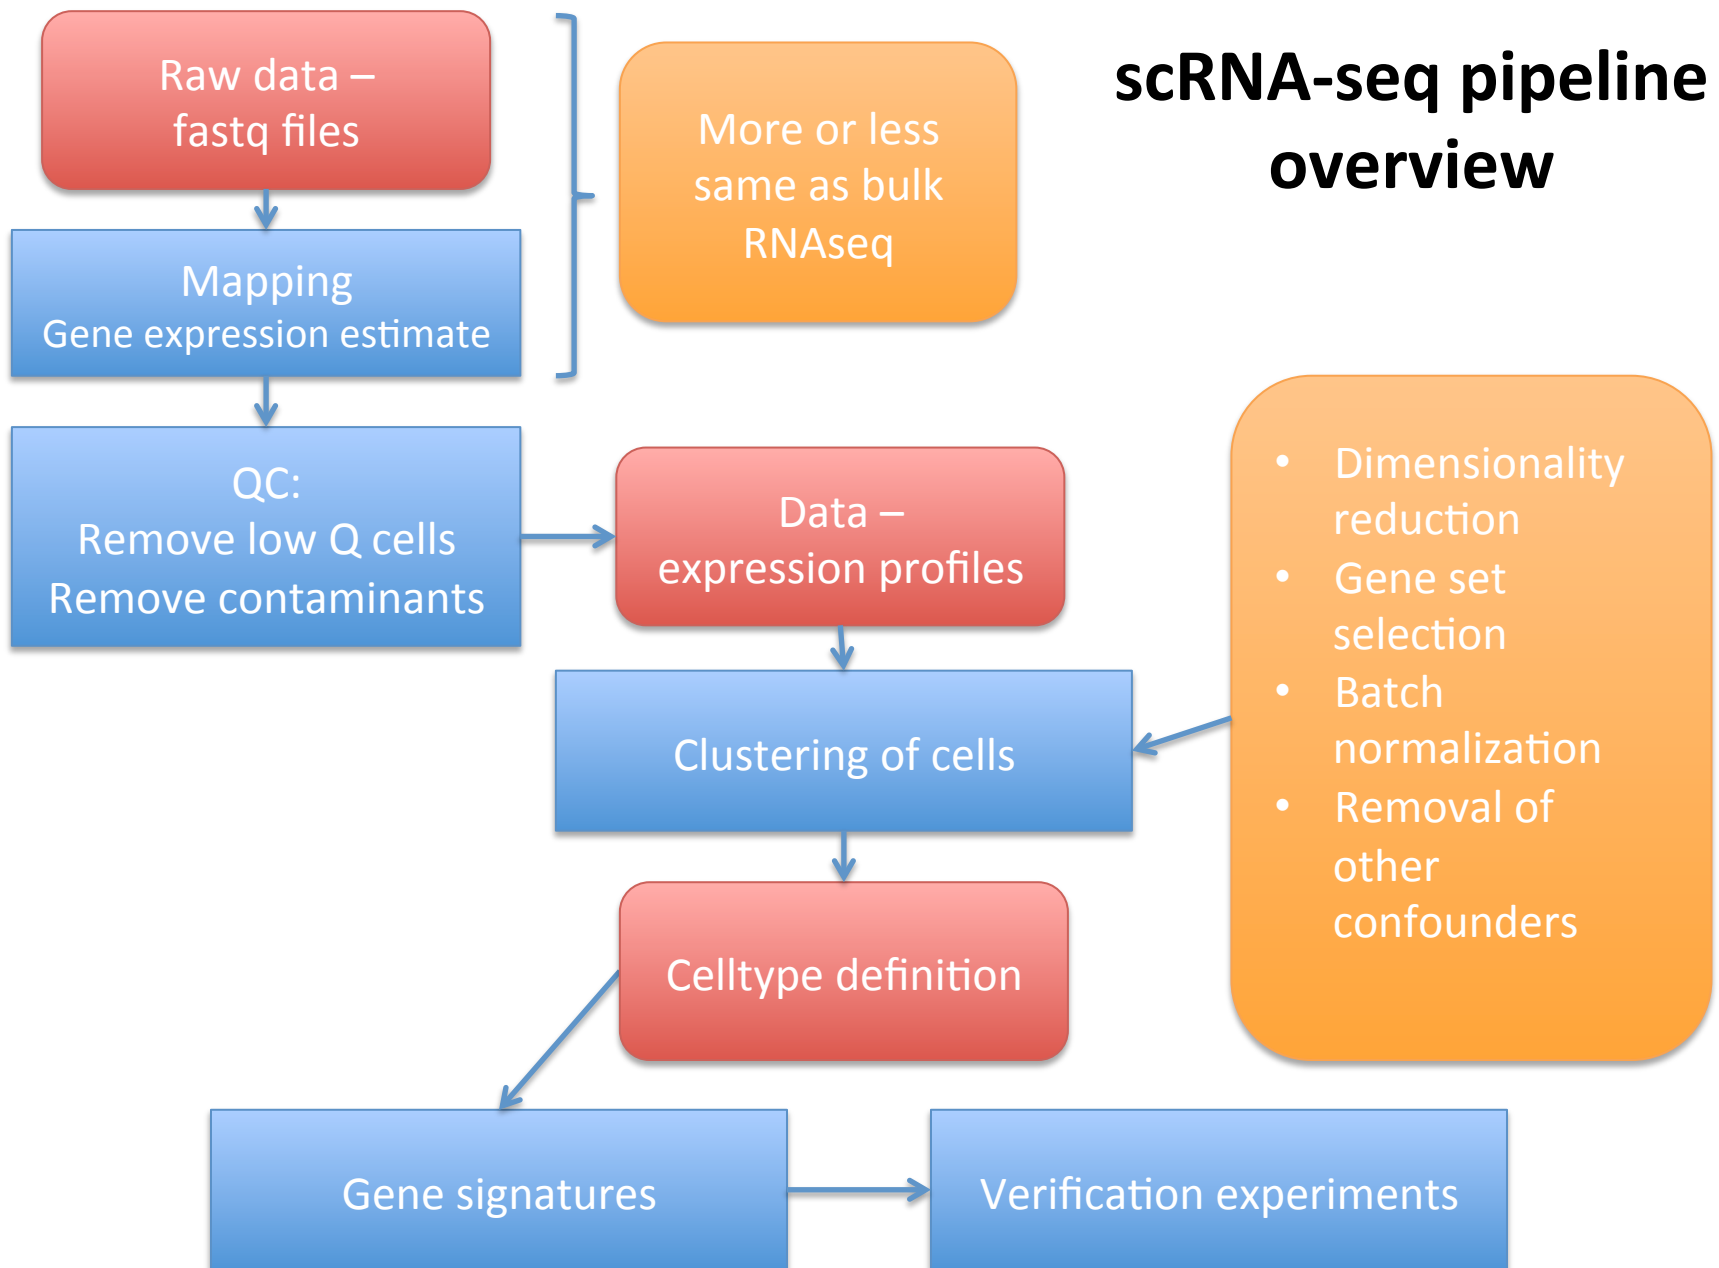 scRNA-seq pipeline
overview
Raw data –
fastq files
More or less
same as bulk
RNAseq
Mapping
Gene expression estimate
QC:
Remove low Q cells
Remove contaminants
Data –
expression profiles
• Dimensionality
reduction
• Gene set
selection
• Batch
normalization
• Removal of
other
confounders
Clustering of cells
Celltype definition
Gene signatures
Verification experiments